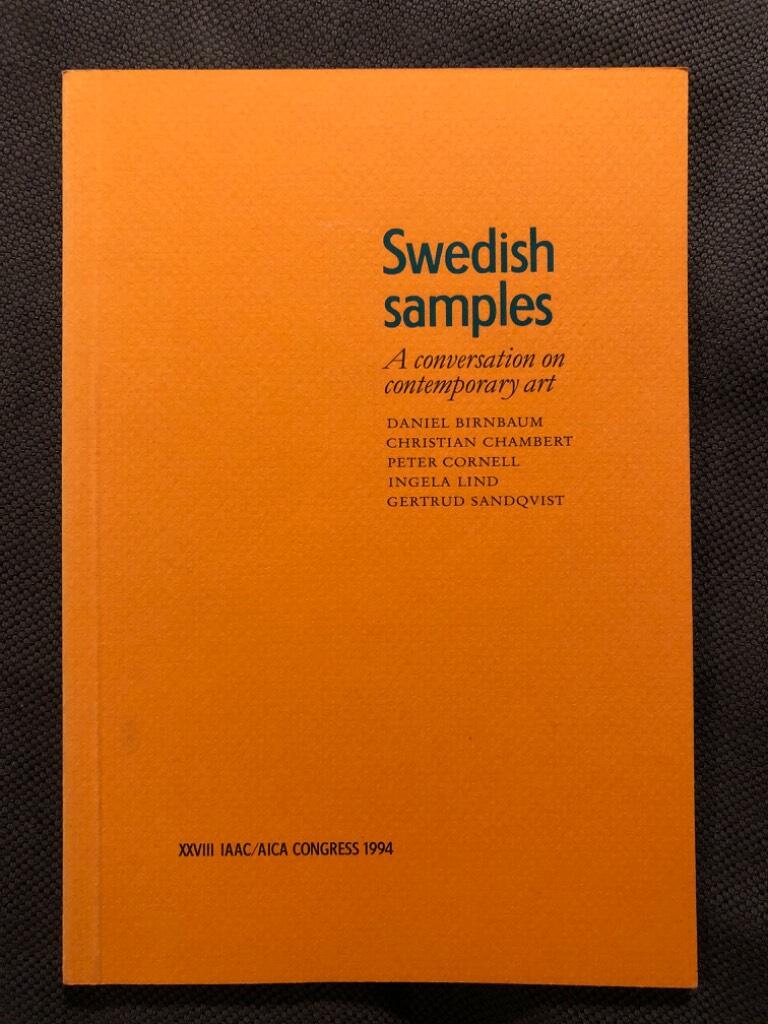 Swedish
samples
A conversation on
contemporary art
DANIEL BIRNBAUM
CHRISTIAN CHAMBERT
PETER CORNELL
INGELA LIND
GERTRUD SANDQVIST
XXVIII IAAC/AICA CONGRESS 1994